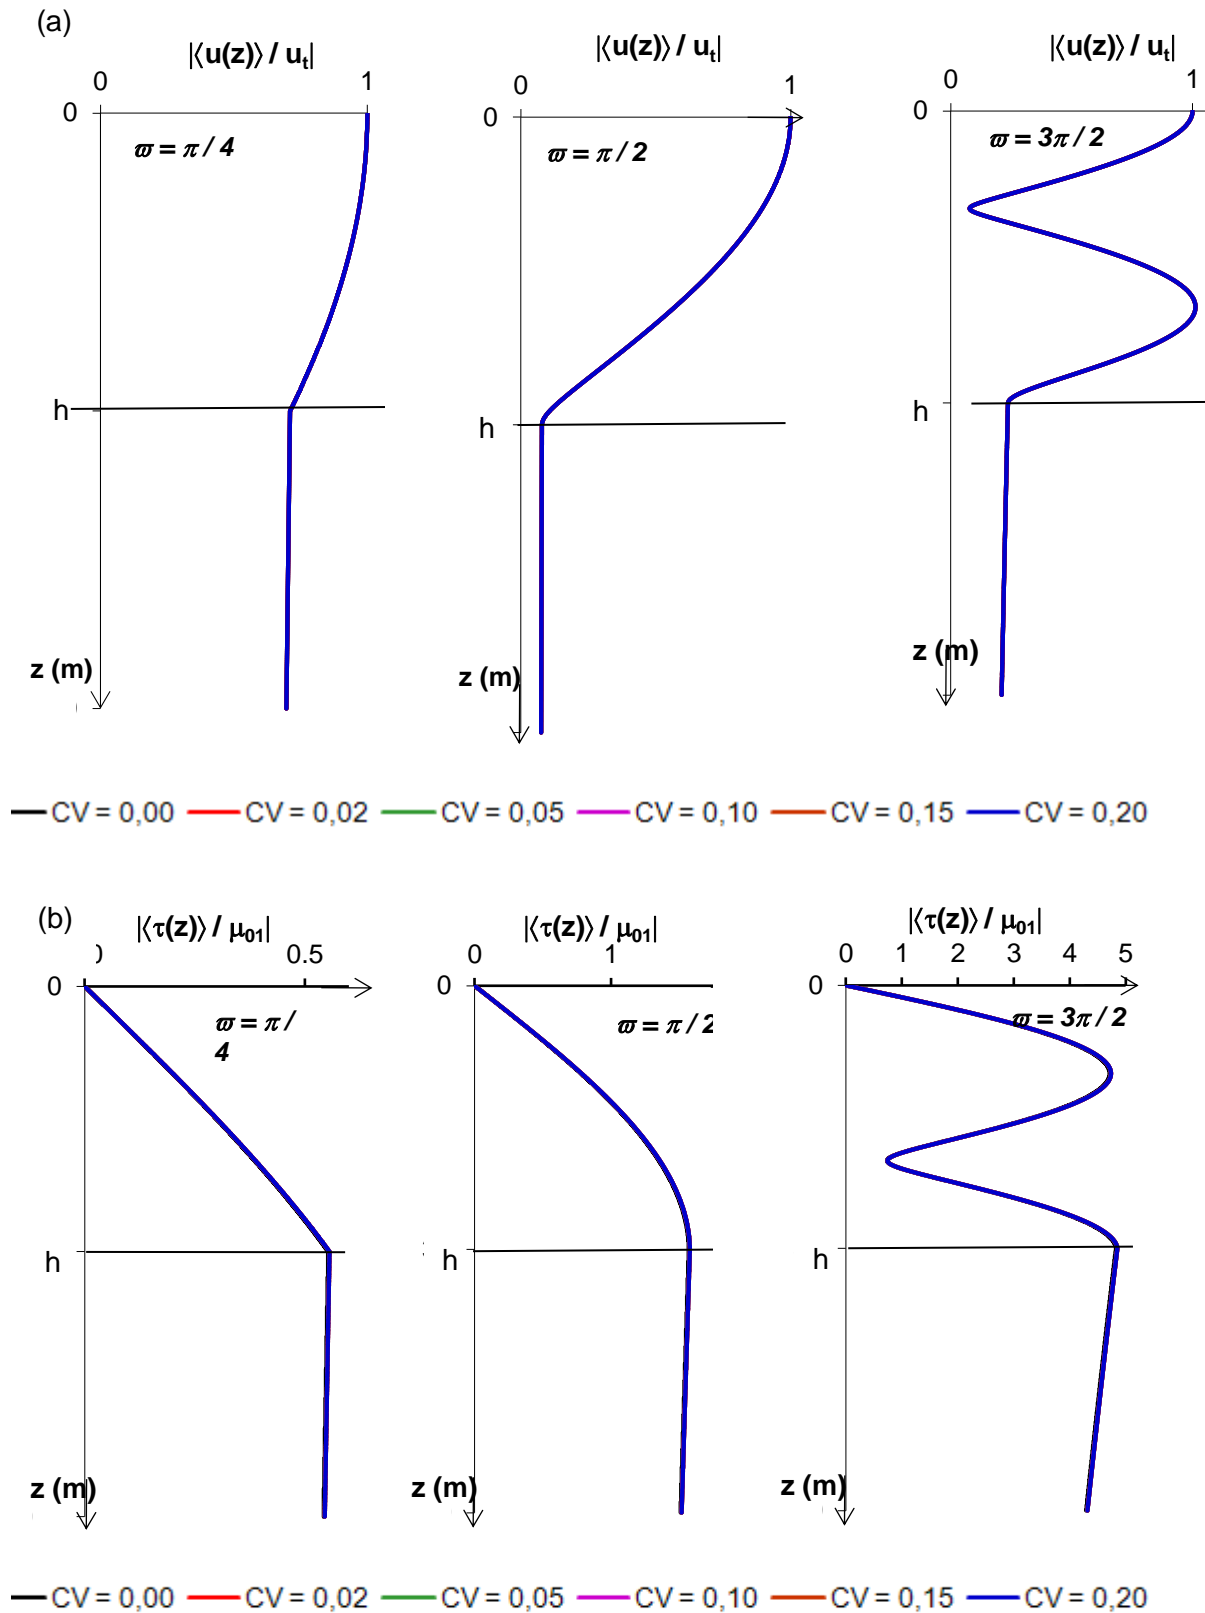 (a)
|⟨u(z)⟩ / uₜ| |⟨u(z)⟩ / uₜ| |⟨u(z)⟩ / uₜ|
0 1 0 1 0 1
0 ϖ = π / 4 0 ϖ = π / 2 ϖ = 3π / 2
h h h
z (m) z (m) z (m)
CV = 0,00 CV = 0,02 CV = 0,05 CV = 0,10 CV = 0,15 CV = 0,20
(b)
|⟨τ(z)⟩ / μ₀₁| |⟨τ(z)⟩ / μ₀₁| |⟨τ(z)⟩ / μ₀₁|
0.5 0 1 0 1 2 3 4 5
0 0 0
ϖ = π / ϖ = π / 2 ϖ = 3π / 2
4
h h h
z (m) z (m) z (m)
CV = 0,00 CV = 0,02 CV = 0,05 CV = 0,10 CV = 0,15 CV = 0,20